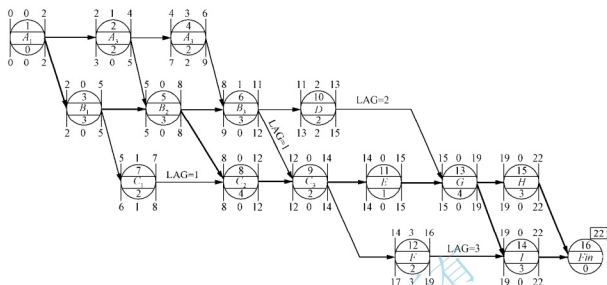 0 0 2
1
A₁
0
0 0 2
2 1 4
2
A₂
2
3 0 5
4 3 6
4
A₃
2
7 2 9
2 0 5
3
B₁
3
2 0 5
5 0 8
5
B₂
3
5 0 8
8 1 11
6
B₃
3
9 0 12
11 2 13
10
D
2
13 2 15
LAG=2
LAG=1
5 1 7
7
C₁
2
6 1 8
LAG=1
8 0 12
8
C₂
4
8 0 12
12 0 14
9
C₃
2
12 0 14
14 0 15
11
E
1
14 0 15
15 0 19
13
G
4
15 0 19
19 0 22
15
H
3
19 0 22
14 3 16
12
F
2
17 3 19
LAG=3
19 0 22
14
I
3
19 0 22
22
16
Fin
0